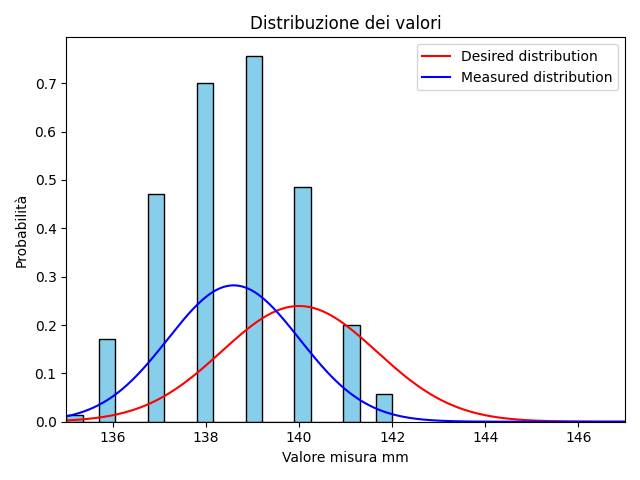 Distribuzione dei valori
Desired distribution
Measured distribution
Probabilità
0.7
0.6
0.5
0.4
0.3
0.2
0.1
0.0
136 138 140 142 144 146
Valore misura mm